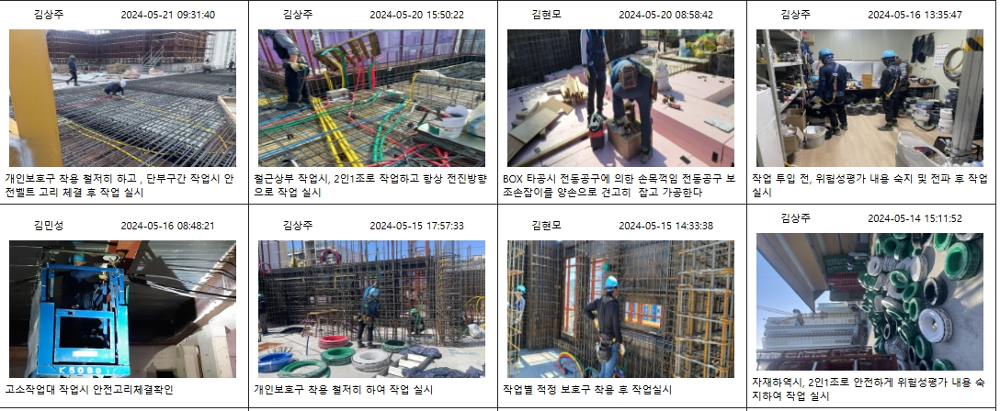 김상주 2024-05-21 09:31:40
김상주 2024-05-20 15:50:22
김현모 2024-05-20 08:58:42
김상주 2024-05-16 13:35:47
개인보호구 착용 철저히 하고 , 단부구간 작업시 안
전벨트 고리 체결 후 작업 실시
철근상부 작업시, 2인1조로 작업하고 항상 전진방향
으로 작업 실시
BOX 타공시 전동공구에 의한 손목꺾임 전동공구 보
조손잡이를 양손으로 견고히 잡고 가공한다
작업 투입 전, 위험성평가 내용 숙지 및 전파 후 작업
실시
김민성 2024-05-16 08:48:21
김상주 2024-05-15 17:57:33
김현모 2024-05-15 14:33:38
김상주 2024-05-14 15:11:52
고소작업대 작업시 안전고리체결확인
개인보호구 착용 철저히 하여 작업 실시
작업별 적정 보호구 착용 후 작업실시
자재하역시, 2인1조로 안전하게 위험성평가 내용 숙
지하여 작업 실시